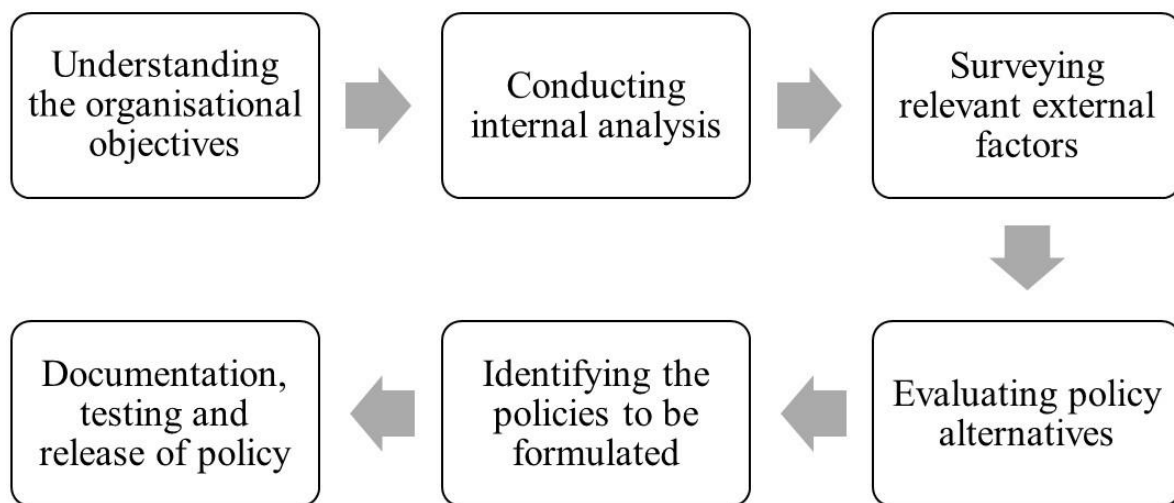 Understanding
the organisational
objectives
Conducting
internal analysis
Surveying
relevant external
factors
Evaluating policy
alternatives
Identifying the
policies to be
formulated
Documentation,
testing and
release of policy